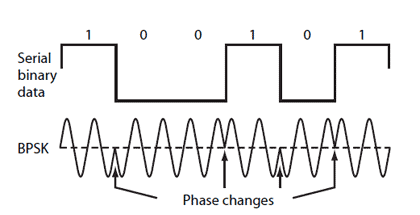 1 0 0 1 0 1
Serial
binary
data
BPSK
Phase changes